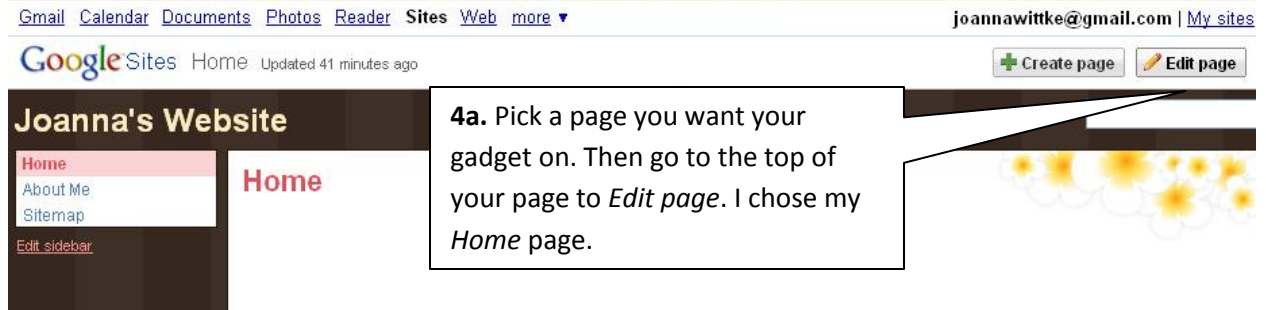 Gmail Calendar Documents Photos Reader Sites Web more ▼ joannawittke@gmail.com | My sites
Google Sites Home Updated 41 minutes ago Create page Edit page
Joanna's Website
Home
About Me
Sitemap
Edit sidebar
Home
4a. Pick a page you want your
gadget on. Then go to the top of
your page to Edit page. I chose my
Home page.